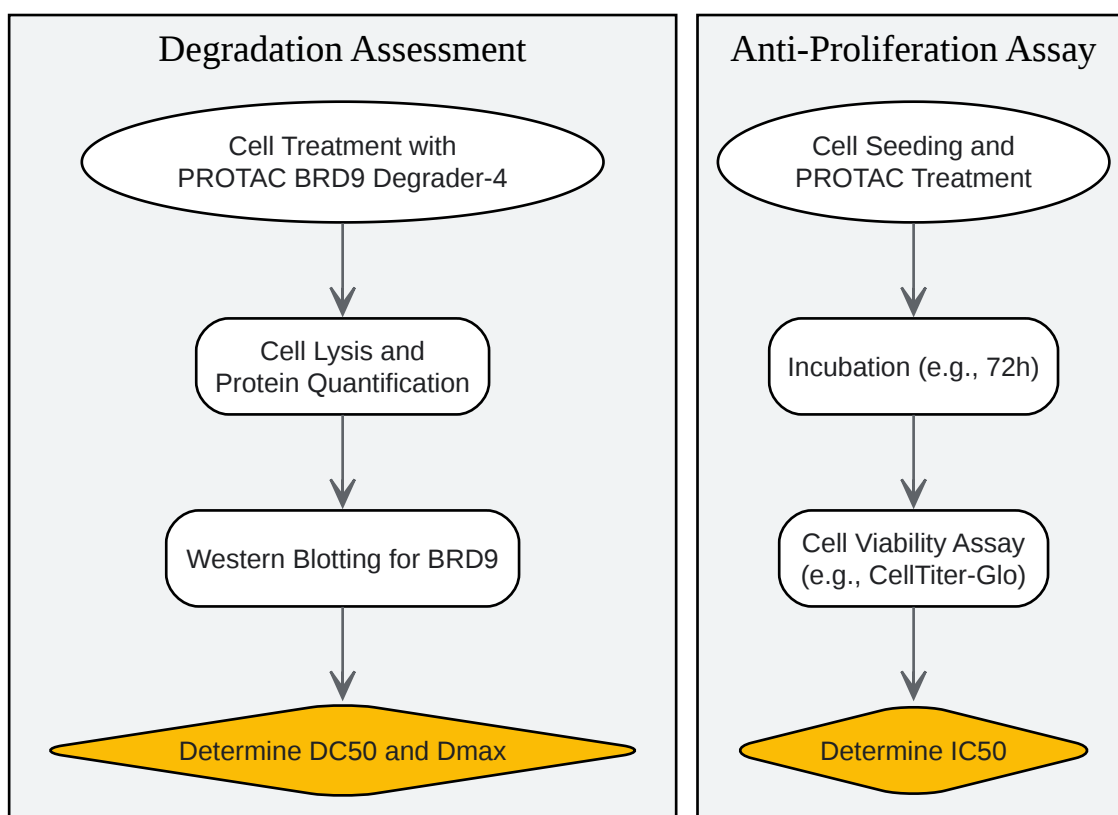 Degradation Assessment
Cell Treatment with
PROTAC BRD9 Degrader-4
Cell Lysis and
Protein Quantification
Western Blotting for BRD9
Determine DC50 and Dmax
Anti-Proliferation Assay
Cell Seeding and
PROTAC Treatment
Incubation (e.g., 72h)
Cell Viability Assay
(e.g., CellTiter-Glo)
Determine IC50